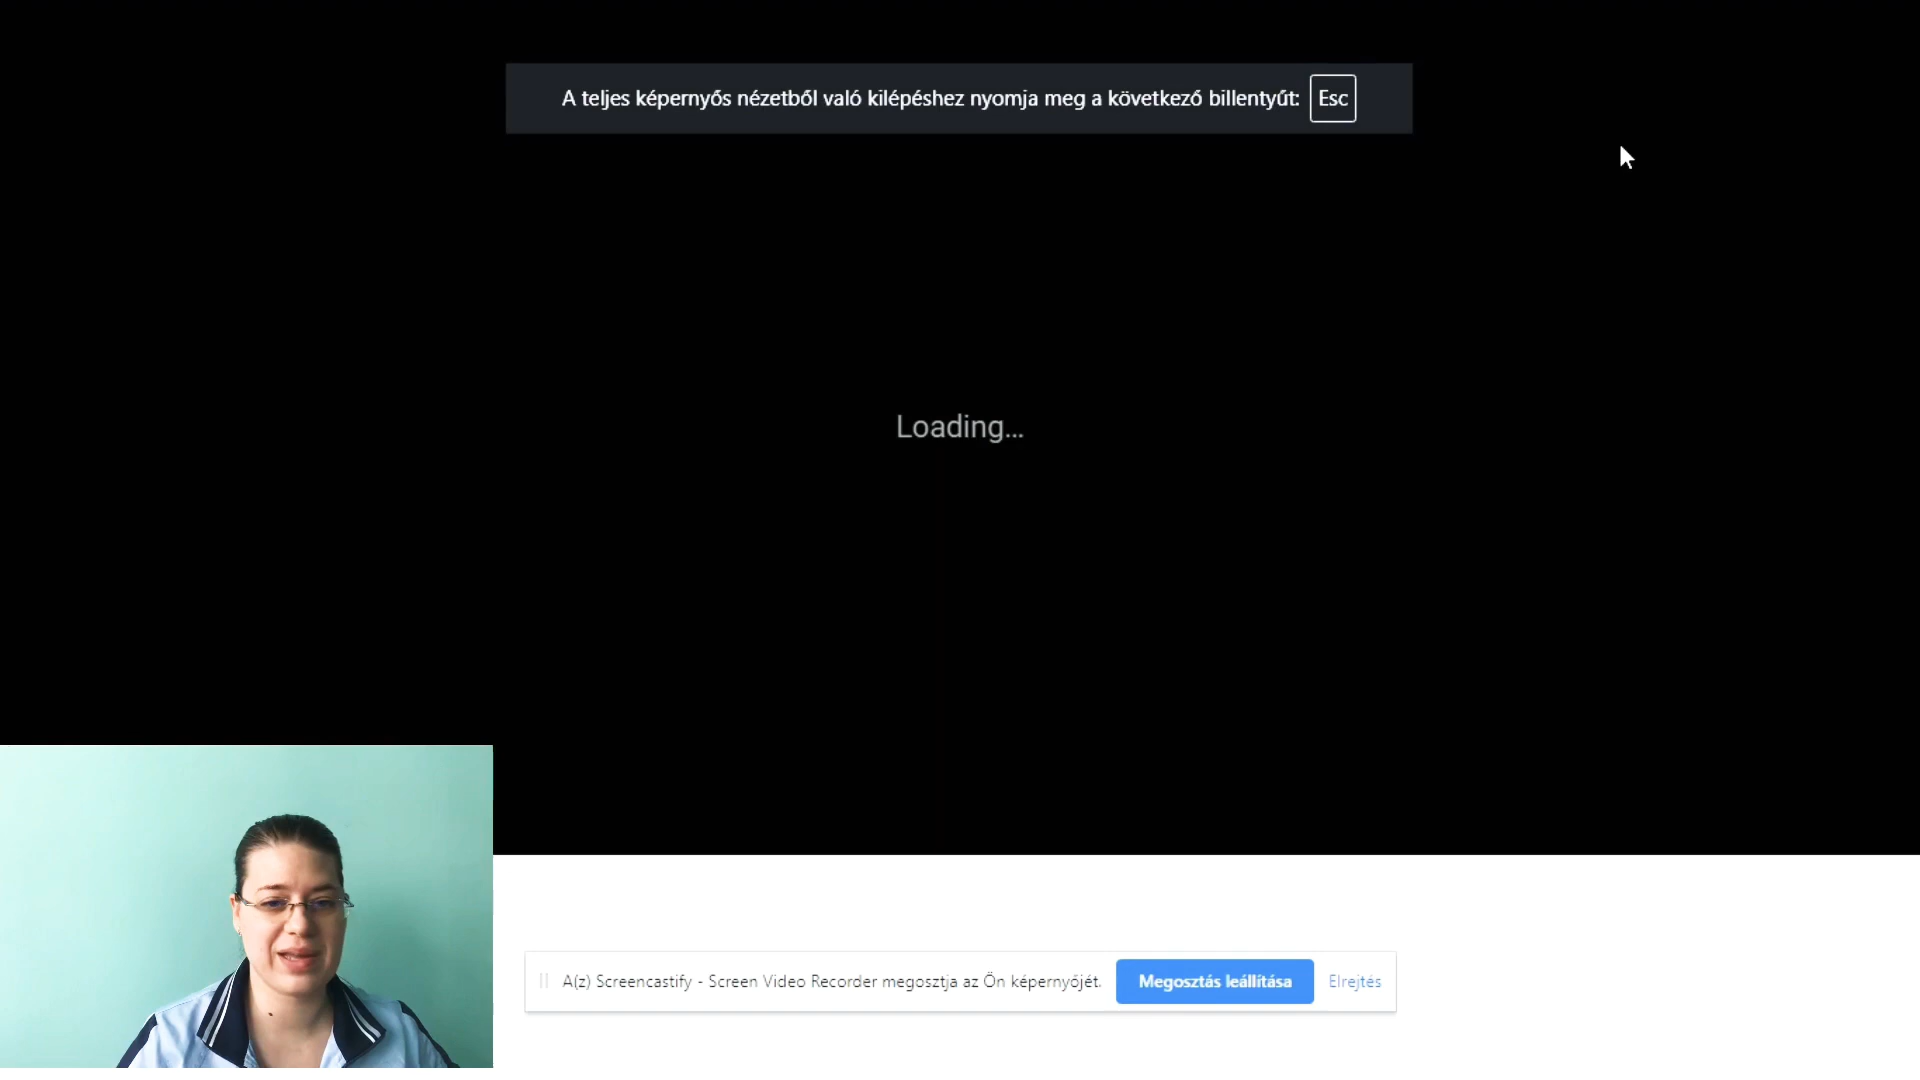 A teljes képernyős nézetből való kilépéshez nyomja meg a következő billentyűt: Esc
Loading...
A(z) Screencastify - Screen Video Recorder megosztja az Ön képernyőjét. Megosztás leállítása Elrejtés